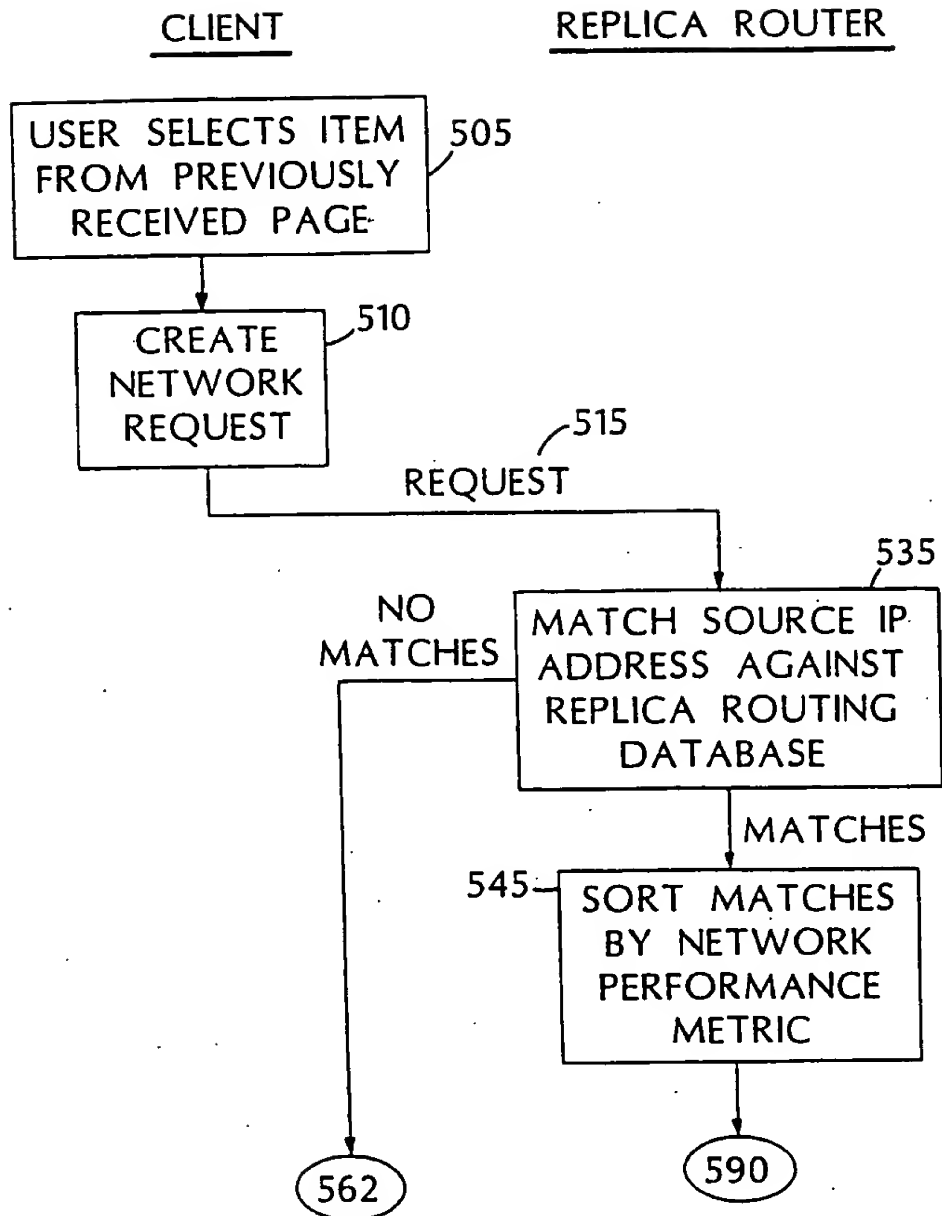 CLIENT
REPLICA ROUTER
USER SELECTS ITEM
FROM PREVIOUSLY
RECEIVED PAGE
505
CREATE
NETWORK
REQUEST
510
515
REQUEST
535
NO
MATCHES
MATCH SOURCE IP
ADDRESS AGAINST
REPLICA ROUTING
DATABASE
MATCHES
545
SORT MATCHES
BY NETWORK
PERFORMANCE
METRIC
562
590